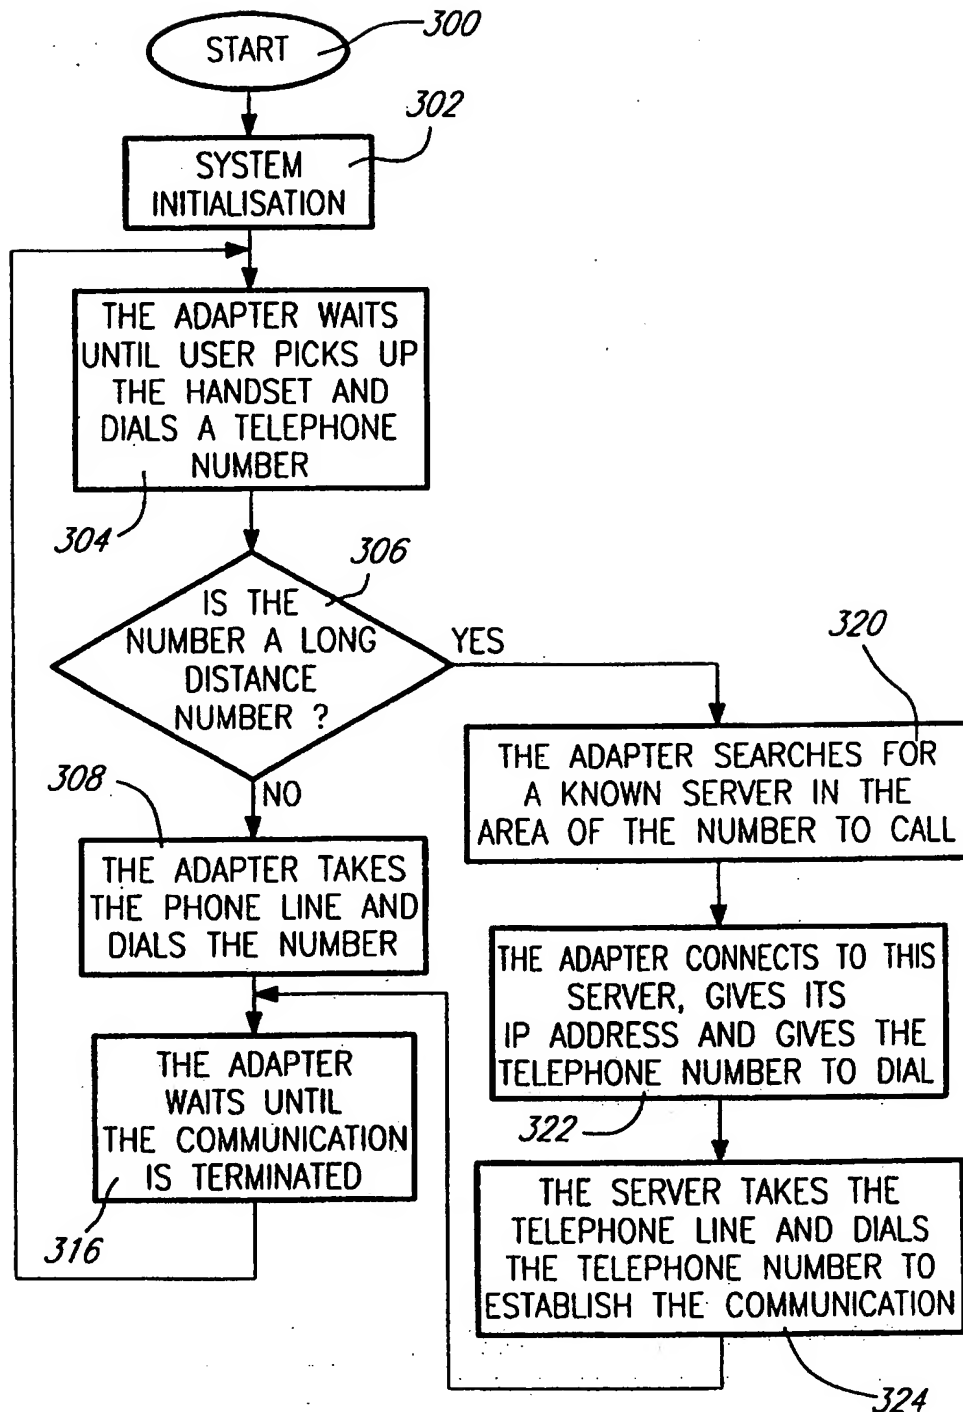 START
300
302
SYSTEM
INITIALISATION
THE ADAPTER WAITS
UNTIL USER PICKS UP
THE HANDSET AND
DIALS A TELEPHONE
NUMBER
304
306
IS THE
NUMBER A LONG
DISTANCE
NUMBER ?
YES
NO
308
THE ADAPTER TAKES
THE PHONE LINE AND
DIALS THE NUMBER
THE ADAPTER
WAITS UNTIL
THE COMMUNICATION
IS TERMINATED
316
320
THE ADAPTER SEARCHES FOR
A KNOWN SERVER IN THE
AREA OF THE NUMBER TO CALL
THE ADAPTER CONNECTS TO THIS
SERVER, GIVES ITS
IP ADDRESS AND GIVES THE
TELEPHONE NUMBER TO DIAL
322
THE SERVER TAKES THE
TELEPHONE LINE AND DIALS
THE TELEPHONE NUMBER TO
ESTABLISH THE COMMUNICATION
324